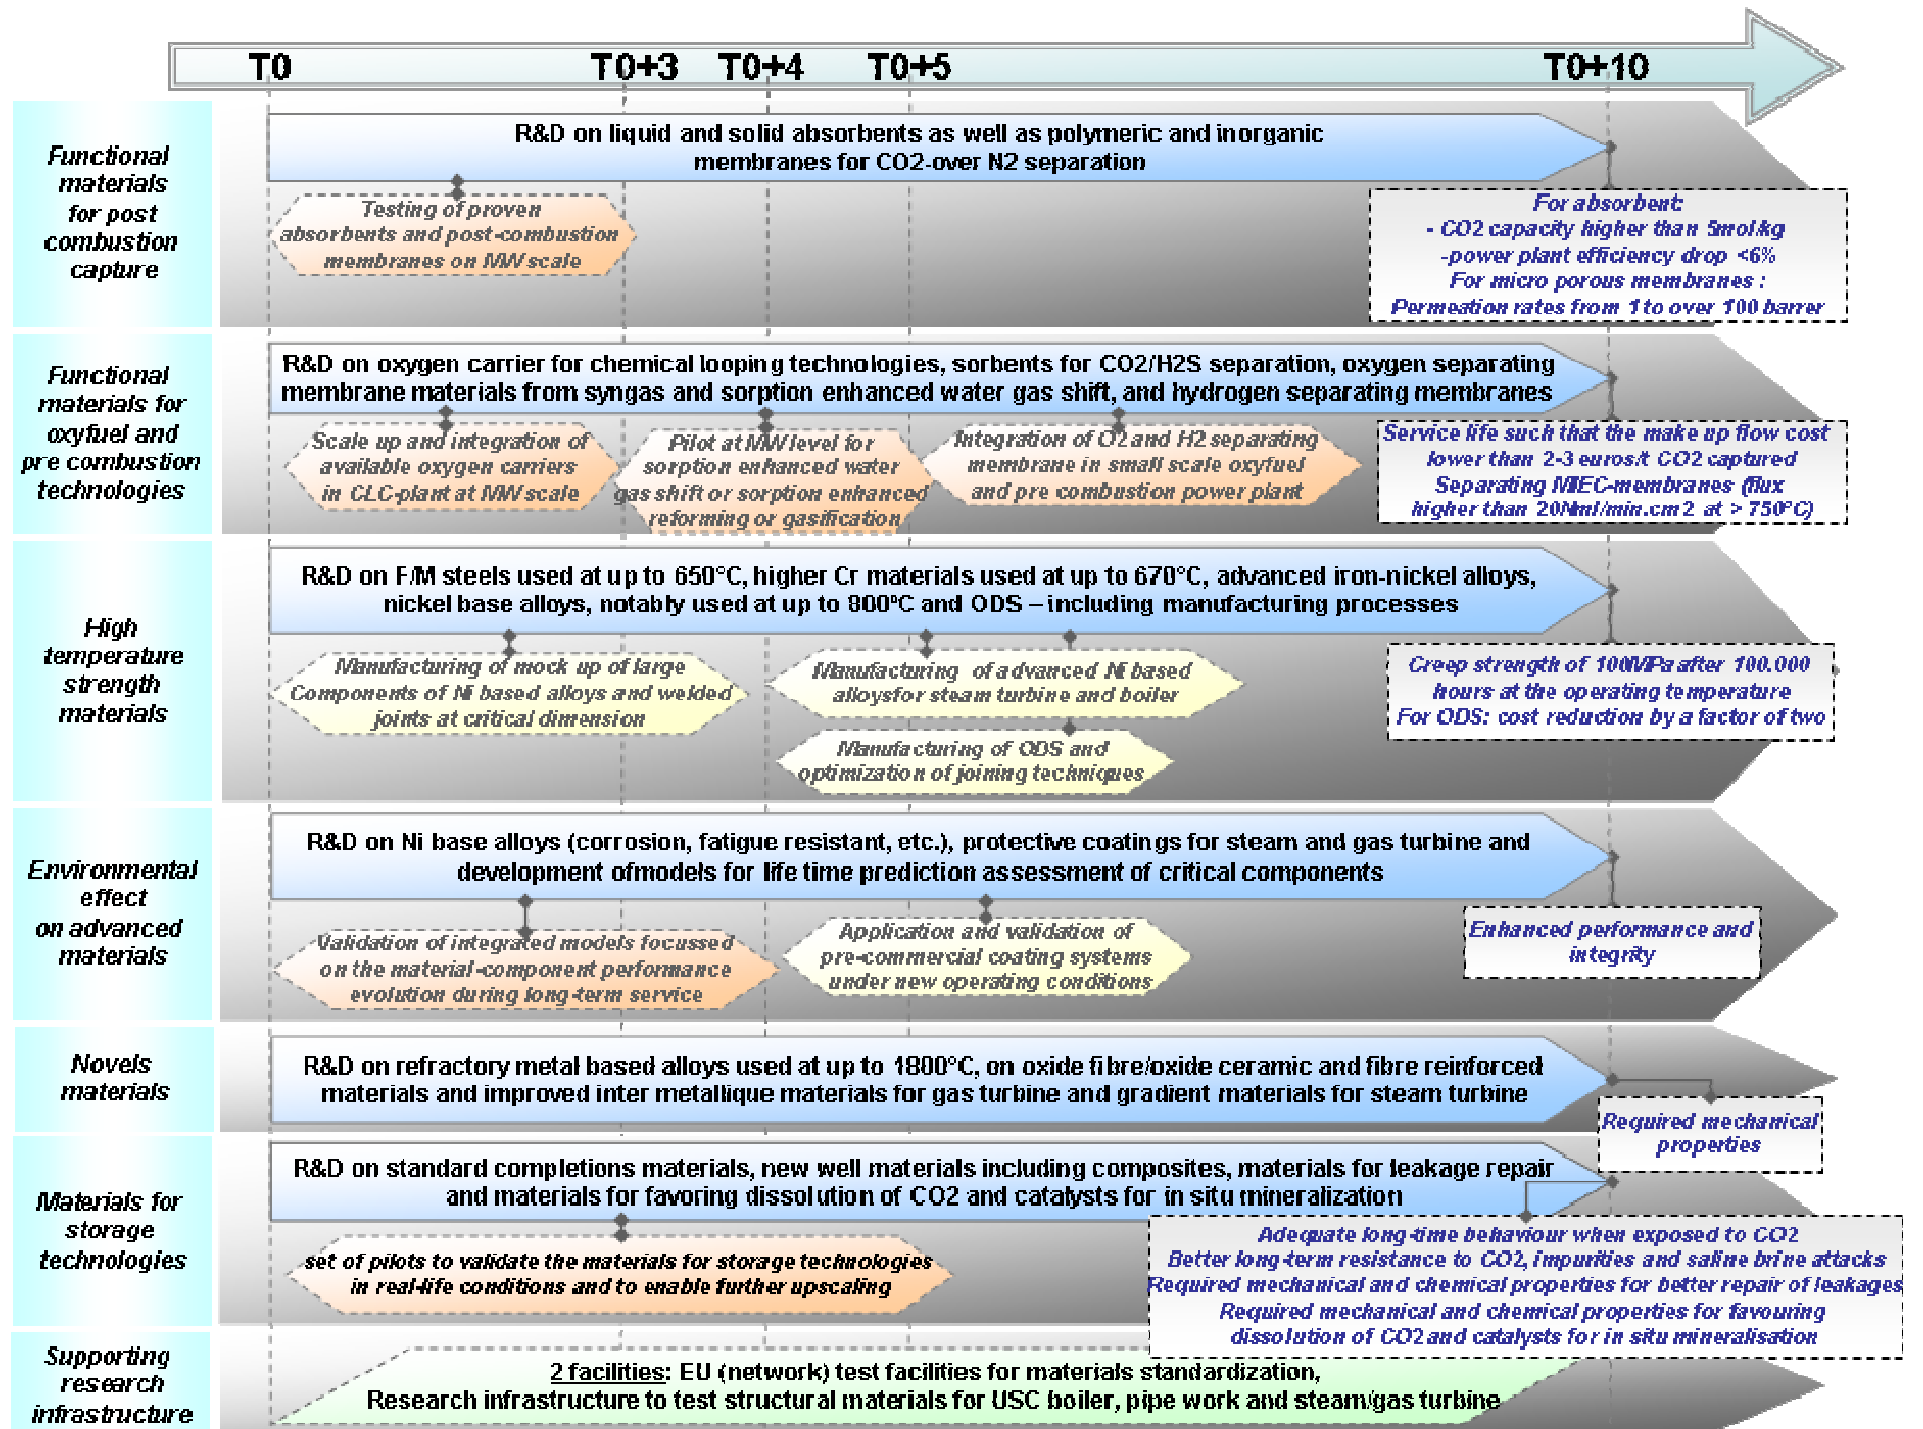 T0 T0+3 T0+4 T0+5 T0+10
Functional
materials
for post
combustion
capture
R&D on liquid and solid absorbents as well as polymeric and inorganic
membranes for CO2-over N2 separation
Testing of proven
absorbents and post-combustion
membranes on MW scale
For absorbent:
- CO2 capacity higher than 5mol/kg
-power plant efficiency drop <6%
For micro porous membranes :
Permeation rates from 1 to over 100 barrer
Functional
materials for
oxyfuel and
pre combustion
technologies
R&D on oxygen carrier for chemical looping technologies, sorbents for CO2/H2S separation, oxygen separating
membrane materials from syngas and sorption enhanced water gas shift, and hydrogen separating membranes
Scale up and integration of
available oxygen carriers
in CLC-plant at MW scale
Pilot at MW level for
sorption enhanced water
gas shift or sorption enhanced
reforming or gasification
Integration of O2 and H2 separating
membrane in small scale oxyfuel
and pre combustion power plant
Service life such that the make up flow cost
lower than 2-3 euros/t CO2 captured
Separating MIEC-membranes (flux
higher than 20Nml/min.cm2 at > 750°C)
High
temperature
strength
materials
R&D on F/M steels used at up to 650°C, higher Cr materials used at up to 670°C, advanced iron-nickel alloys,
nickel base alloys, notably used at up to 800°C and ODS – including manufacturing processes
Manufacturing of mock up of large
Components of Ni based alloys and welded
joints at critical dimension
Manufacturing of advanced Ni based
alloysfor steam turbine and boiler
Manufacturing of ODS and
optimization of joining techniques
Creep strength of 100MPa after 100.000
hours at the operating temperature
For ODS: cost reduction by a factor of two
Environmental
effect
on advanced
materials
R&D on Ni base alloys (corrosion, fatigue resistant, etc.), protective coatings for steam and gas turbine and
development ofmodels for life time prediction assessment of critical components
Validation of integrated models focussed
on the material-component performance
evolution during long-term service
Application and validation of
pre-commercial coating systems
under new operating conditions
Enhanced performance and
integrity
Novels
materials
R&D on refractory metal based alloys used at up to 1800°C, on oxide fibre/oxide ceramic and fibre reinforced
materials and improved inter metallique materials for gas turbine and gradient materials for steam turbine
Required mechanical
properties
Materials for
storage
technologies
R&D on standard completions materials, new well materials including composites, materials for leakage repair
and materials for favoring dissolution of CO2 and catalysts for in situ mineralization
set of pilots to validate the materials for storage technologies
in real-life conditions and to enable further upscaling
Adequate long-time behaviour when exposed to CO2
Better long-term resistance to CO2, impurities and saline brine attacks
Required mechanical and chemical properties for better repair of leakages
Required mechanical and chemical properties for favouring
dissolution of CO2 and catalysts for in situ mineralisation
Supporting
research
infrastructure
2 facilities: EU (network) test facilities for materials standardization,
Research infrastructure to test structural materials for USC boiler, pipe work and steam/gas turbine